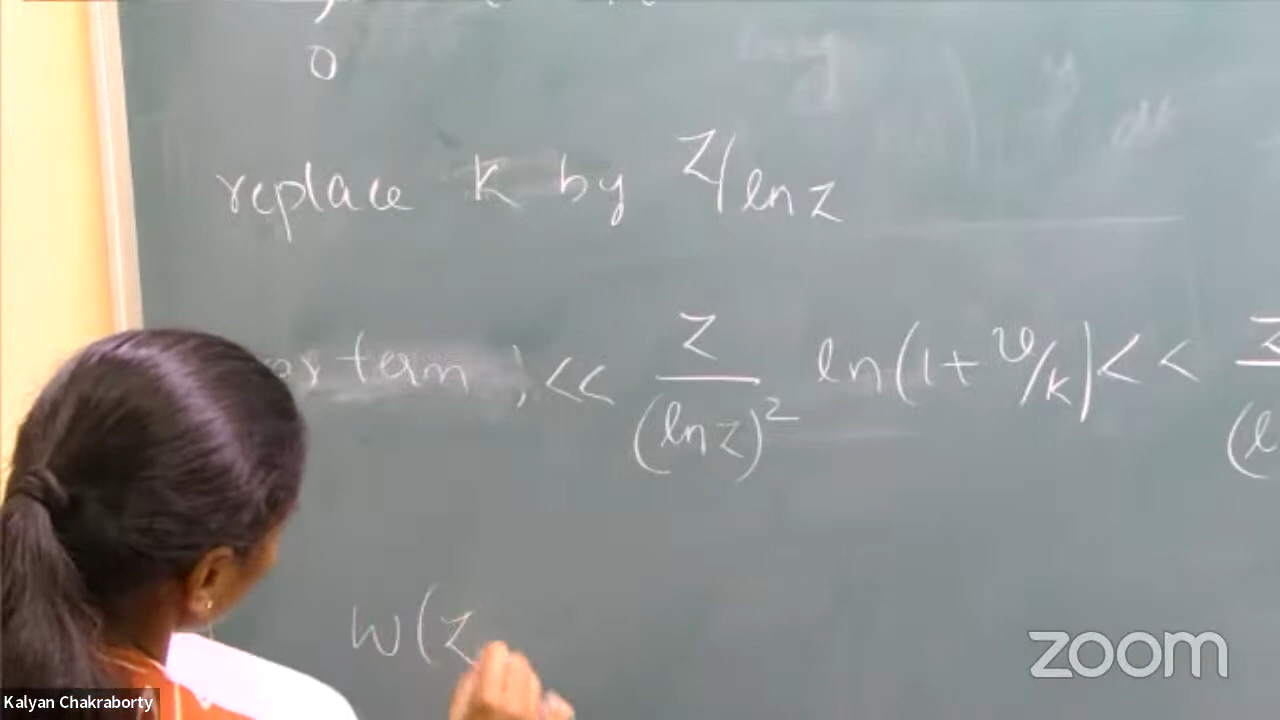 0
replace K by Z/ln z
term, << z/(ln z)^2 ln(1+v/k) << z/(l
W(z
zoom
Kalyan Chakraborty